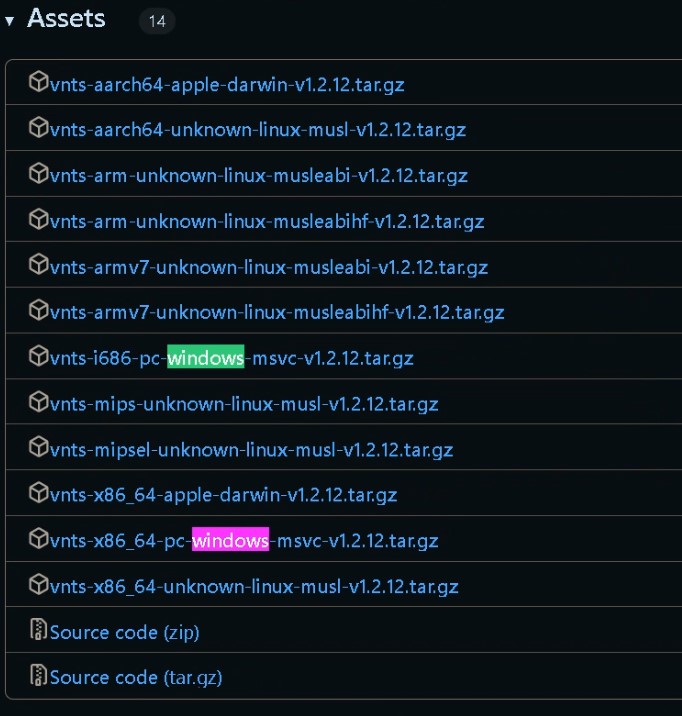 Assets 14
vnts-aarch64-apple-darwin-v1.2.12.tar.gz
vnts-aarch64-unknown-linux-musl-v1.2.12.tar.gz
vnts-arm-unknown-linux-musleabi-v1.2.12.tar.gz
vnts-arm-unknown-linux-musleabihf-v1.2.12.tar.gz
vnts-armv7-unknown-linux-musleabi-v1.2.12.tar.gz
vnts-armv7-unknown-linux-musleabihf-v1.2.12.tar.gz
vnts-i686-pc-windows-msvc-v1.2.12.tar.gz
vnts-mips-unknown-linux-musl-v1.2.12.tar.gz
vnts-mipsel-unknown-linux-musl-v1.2.12.tar.gz
vnts-x86_64-apple-darwin-v1.2.12.tar.gz
vnts-x86_64-pc-windows-msvc-v1.2.12.tar.gz
vnts-x86_64-unknown-linux-musl-v1.2.12.tar.gz
Source code (zip)
Source code (tar.gz)